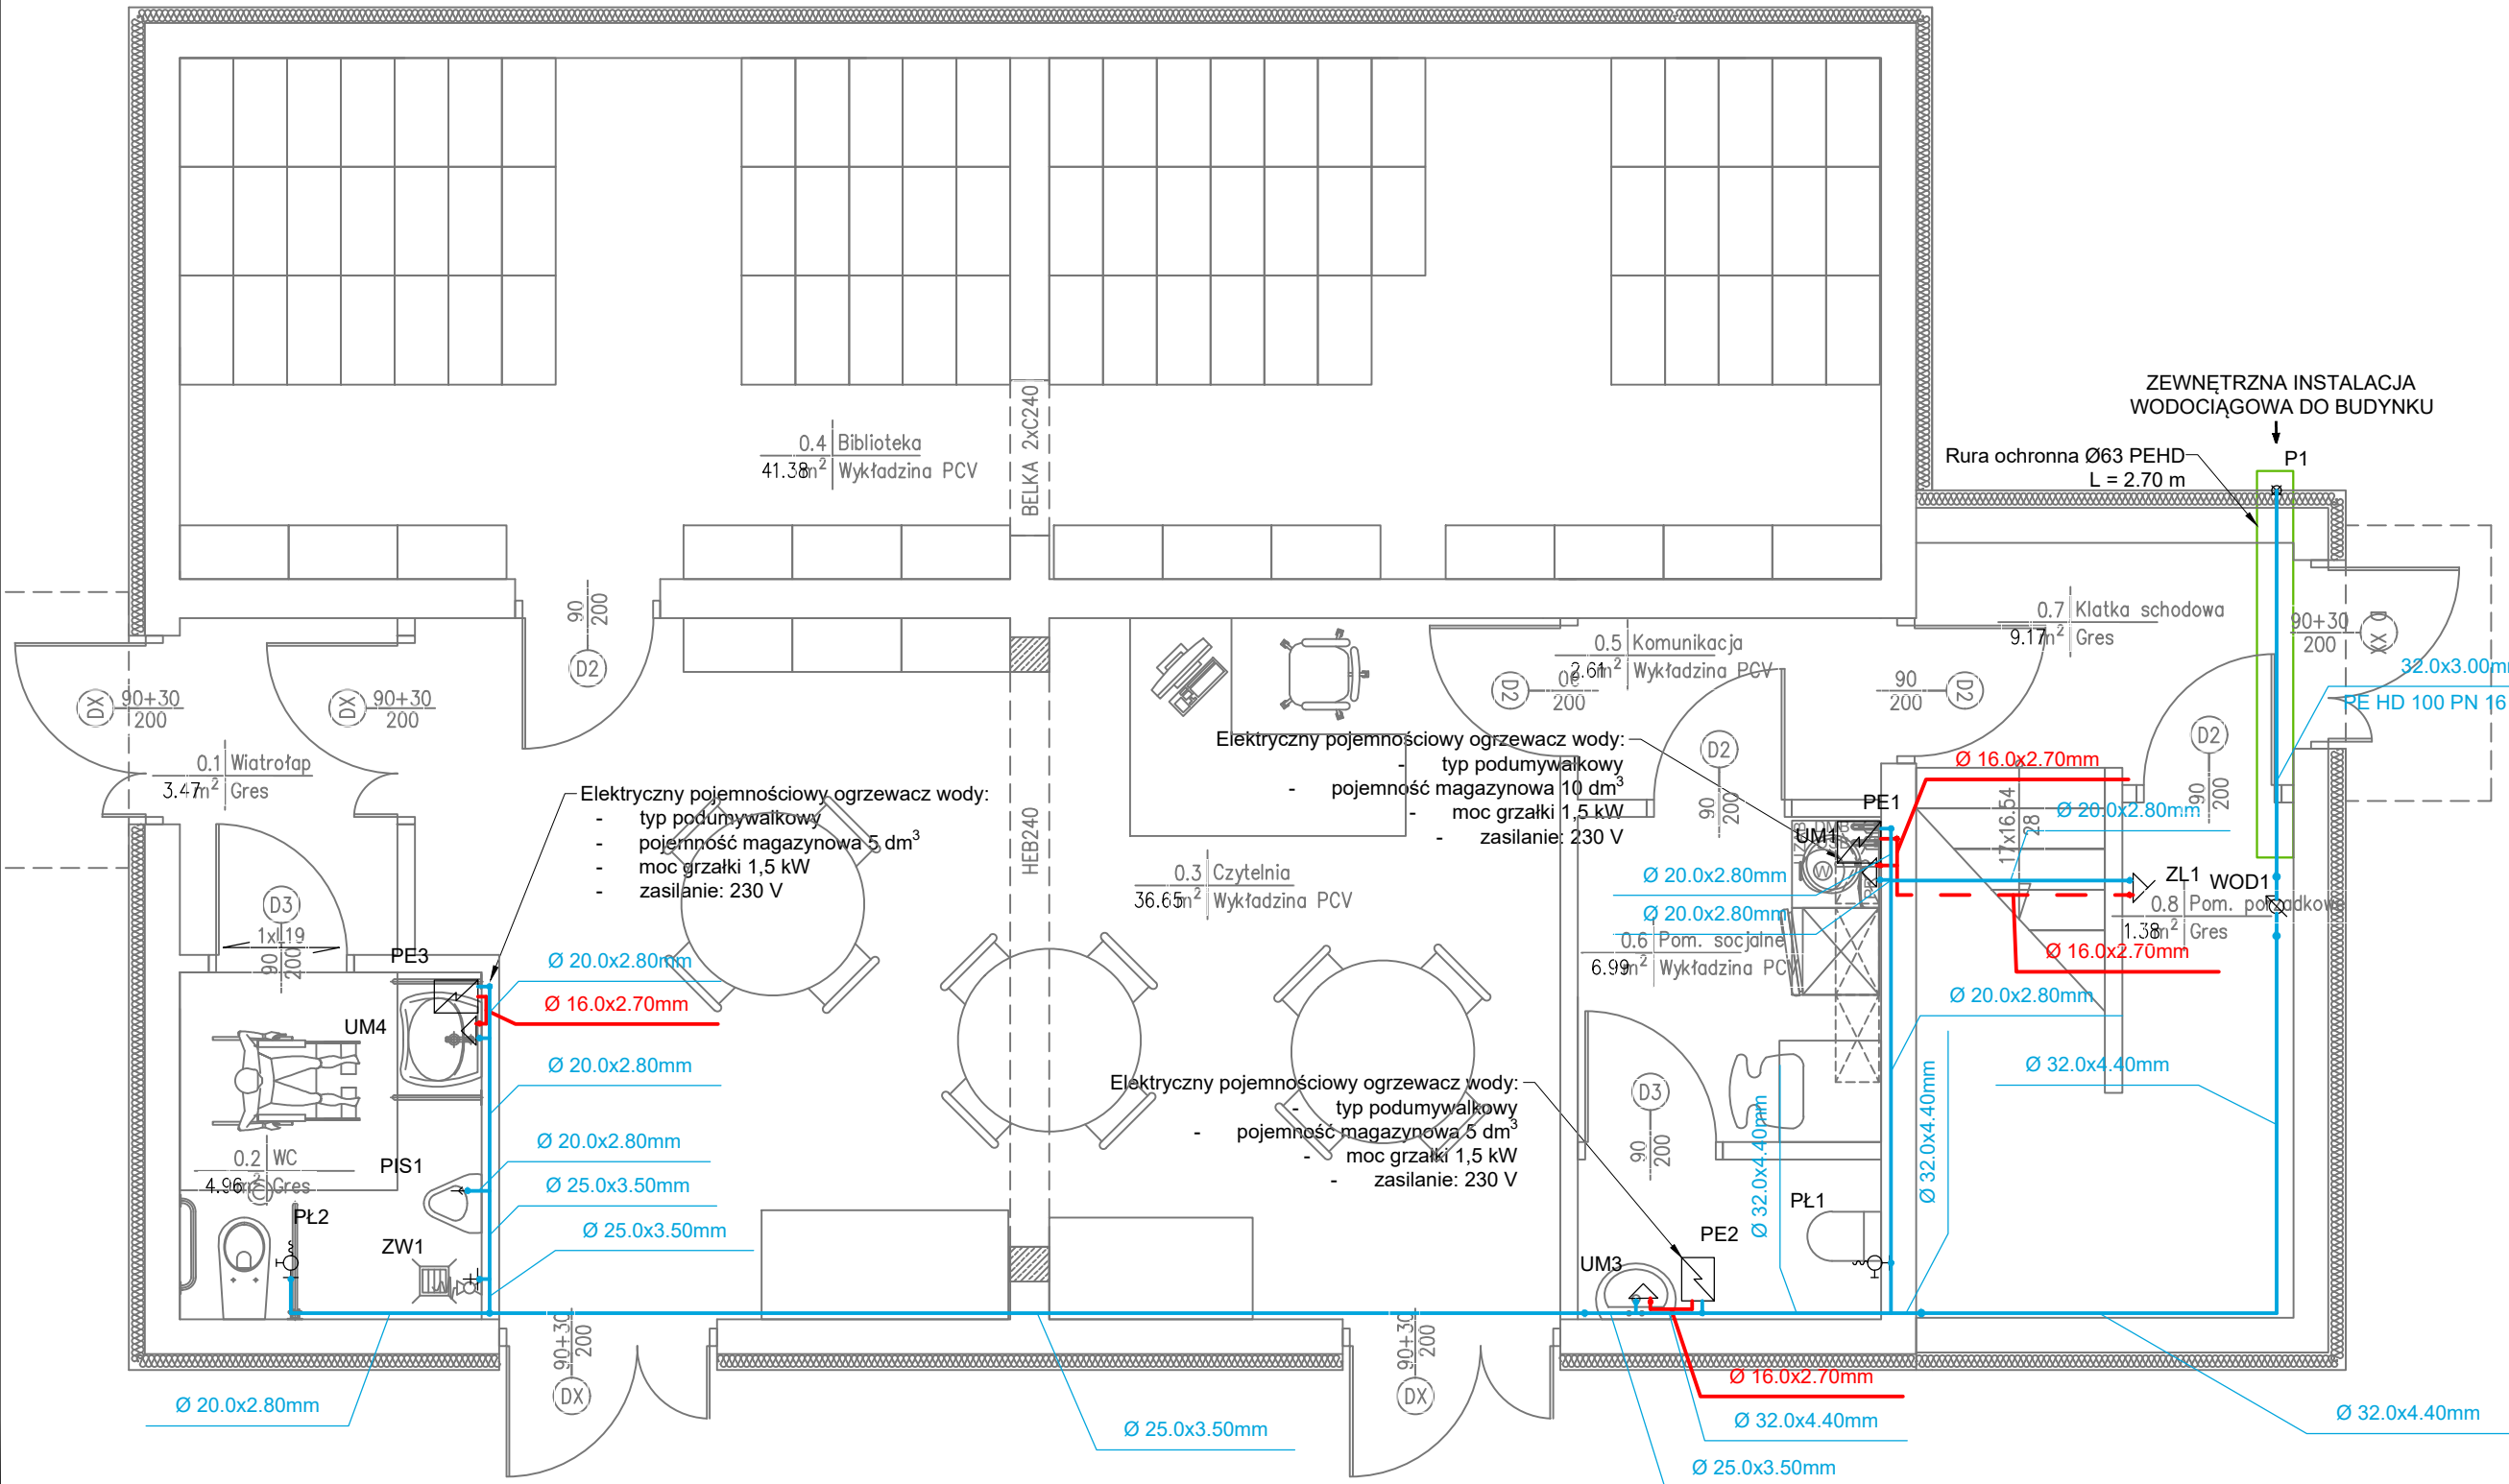 ZEWNĘTRZNA INSTALACJA
WODOCIĄGOWA DO BUDYNKU
Rura ochronna Ø63 PEHD
L = 2.70 m
P1
BELKA 2xC240
0.4 Biblioteka
41.38m² Wykładzina PCV
90
200
D2
0.7 Klatka schodowa
9.17m² Gres
90+30
200
D XX
0.5 Komunikacja
2.61m² Wykładzina PCV
32.0x3.00m
PE HD 100 PN 16
DX
90+30
200
DX
90+30
200
D2
90
200
90
200
D2
0.1 Wiatrołap
3.47m² Gres
Elektryczny pojemnościowy ogrzewacz wody:
- typ podumywalkowy
- pojemność magazynowa 10 dm³
- moc grzałki 1,5 kW
- zasilanie: 230 V
D2
90
200
D2
90
200
Elektryczny pojemnościowy ogrzewacz wody:
- typ podumywalkowy
- pojemność magazynowa 5 dm³
- moc grzałki 1,5 kW
- zasilanie: 230 V
HEB240
Ø 16.0x2.70mm
PE1
Ø 20.0x2.80mm
17x16.54
28
UM1
W
0.3 Czytelnia
36.65m² Wykładzina PCV
Ø 20.0x2.80mm
Ø 20.0x2.80mm
ZL1
WOD1
0.8 Pom. porządkowe
1.38m² Gres
D3
1x1.19
90
200
0.6 Pom. socjalne
6.99m² Wykładzina PCV
Ø 16.0x2.70mm
PE3
Ø 20.0x2.80mm
Ø 16.0x2.70mm
Ø 20.0x2.80mm
UM4
Ø 20.0x2.80mm
Ø 32.0x4.40mm
Elektryczny pojemnościowy ogrzewacz wody:
- typ podumywalkowy
- pojemność magazynowa 5 dm³
- moc grzałki 1,5 kW
- zasilanie: 230 V
D3
90
200
Ø 32.0x4.40mm
Ø 32.0x4.40mm
Ø 20.0x2.80mm
0.2 WC
4.96m² Gres
PIS1
Ø 25.0x3.50mm
PŁ2
PŁ1
ZW1
Ø 25.0x3.50mm
PE2
UM3
90+30
200
DX
90+30
200
DX
Ø 16.0x2.70mm
Ø 20.0x2.80mm
Ø 25.0x3.50mm
Ø 32.0x4.40mm
Ø 32.0x4.40mm
Ø 25.0x3.50mm